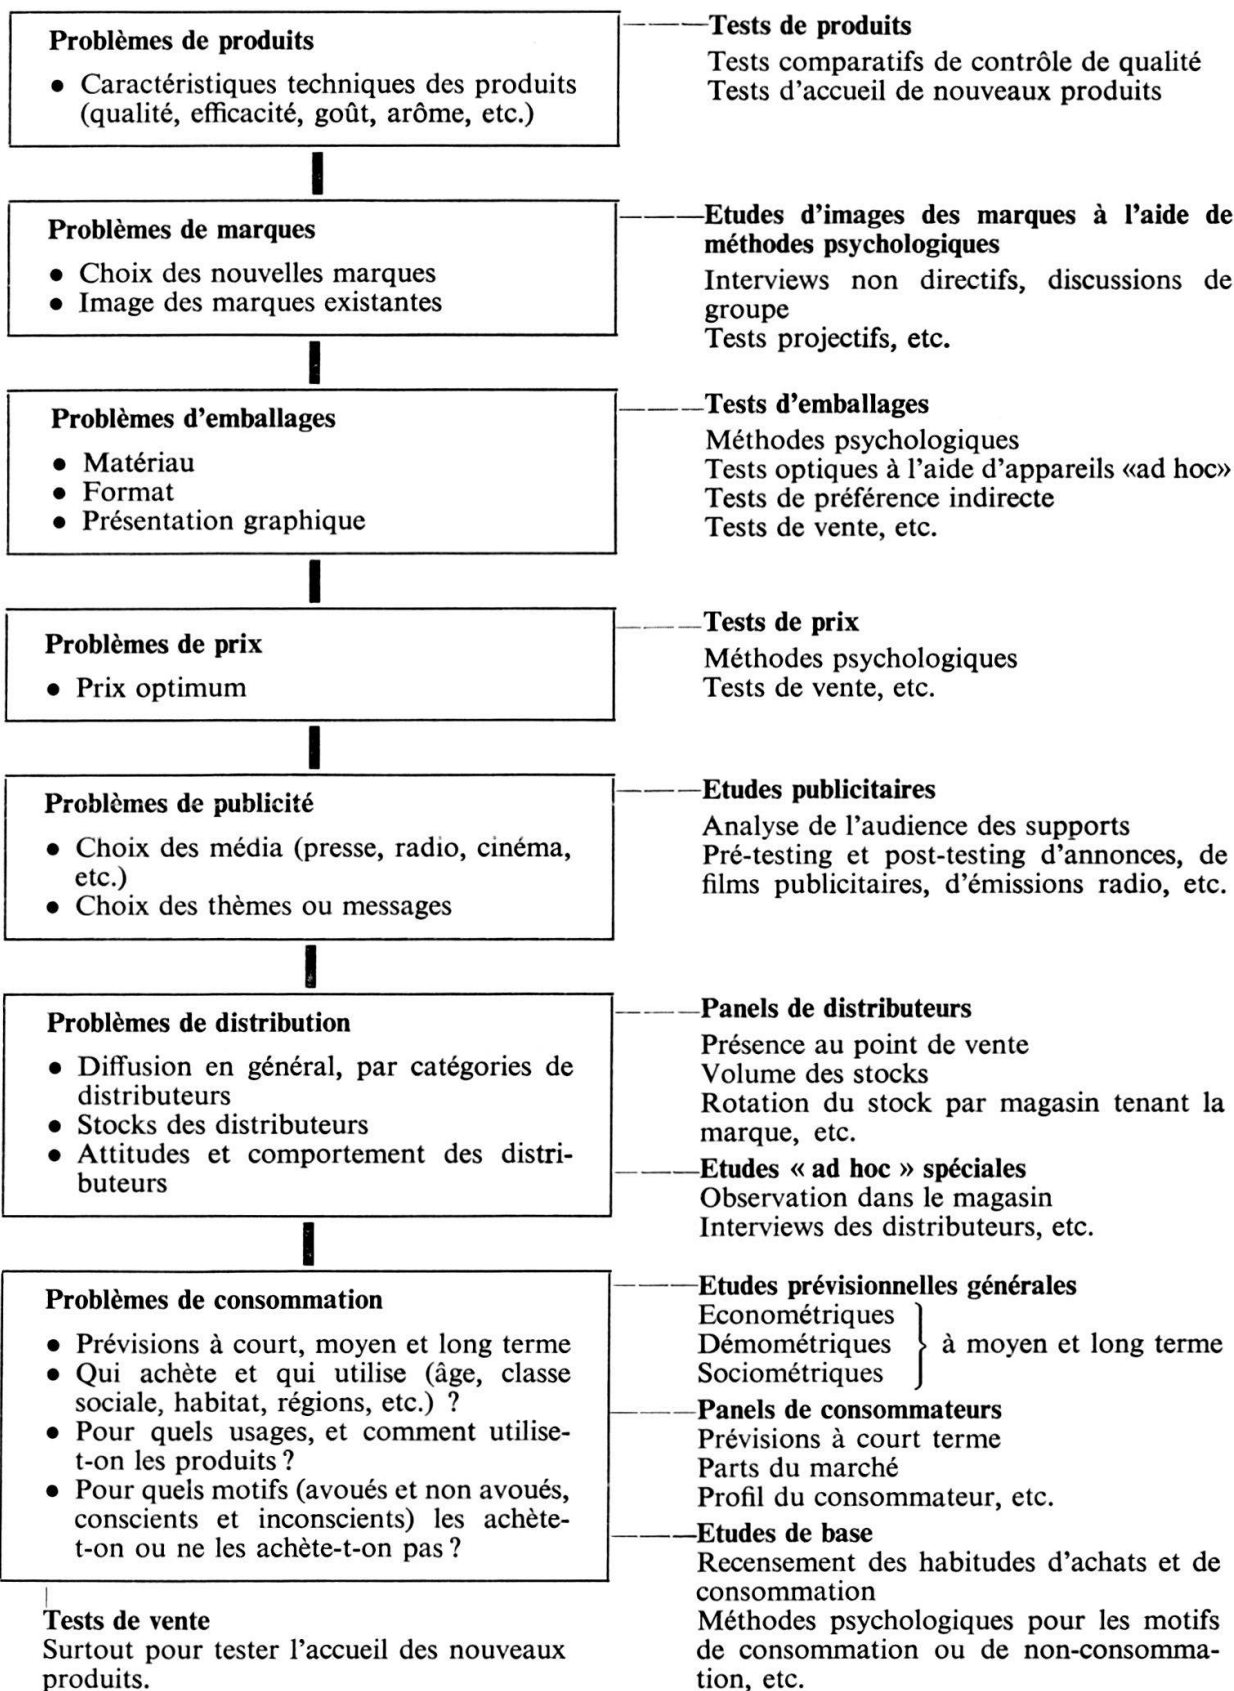 Problèmes de produits
• Caractéristiques techniques des produits
(qualité, efficacité, goût, arôme, etc.)
Tests de produits
Tests comparatifs de contrôle de qualité
Tests d'accueil de nouveaux produits
Problèmes de marques
• Choix des nouvelles marques
• Image des marques existantes
Etudes d'images des marques à l'aide de
méthodes psychologiques
Interviews non directifs, discussions de
groupe
Tests projectifs, etc.
Problèmes d'emballages
• Matériau
• Format
• Présentation graphique
Tests d'emballages
Méthodes psychologiques
Tests optiques à l'aide d'appareils «ad hoc»
Tests de préférence indirecte
Tests de vente, etc.
Problèmes de prix
• Prix optimum
Tests de prix
Méthodes psychologiques
Tests de vente, etc.
Problèmes de publicité
• Choix des média (presse, radio, cinéma,
etc.)
• Choix des thèmes ou messages
Etudes publicitaires
Analyse de l'audience des supports
Pré-testing et post-testing d'annonces, de
films publicitaires, d'émissions radio, etc.
Problèmes de distribution
• Diffusion en général, par catégories de
distributeurs
• Stocks des distributeurs
• Attitudes et comportement des distri-
buteurs
Panels de distributeurs
Présence au point de vente
Volume des stocks
Rotation du stock par magasin tenant la
marque, etc.
Etudes « ad hoc » spéciales
Observation dans le magasin
Interviews des distributeurs, etc.
Problèmes de consommation
• Prévisions à court, moyen et long terme
• Qui achète et qui utilise (âge, classe
sociale, habitat, régions, etc.) ?
• Pour quels usages, et comment utilise-
t-on les produits ?
• Pour quels motifs (avoués et non avoués,
conscients et inconscients) les achète-
t-on ou ne les achète-t-on pas ?
Etudes prévisionnelles générales
Econométriques
Démométriques } à moyen et long terme
Sociométriques
Panels de consommateurs
Prévisions à court terme
Parts du marché
Profil du consommateur, etc.
Etudes de base
Recensement des habitudes d'achats et de
consommation
Méthodes psychologiques pour les motifs
de consommation ou de non-consomma-
tion, etc.
Tests de vente
Surtout pour tester l'accueil des nouveaux
produits.